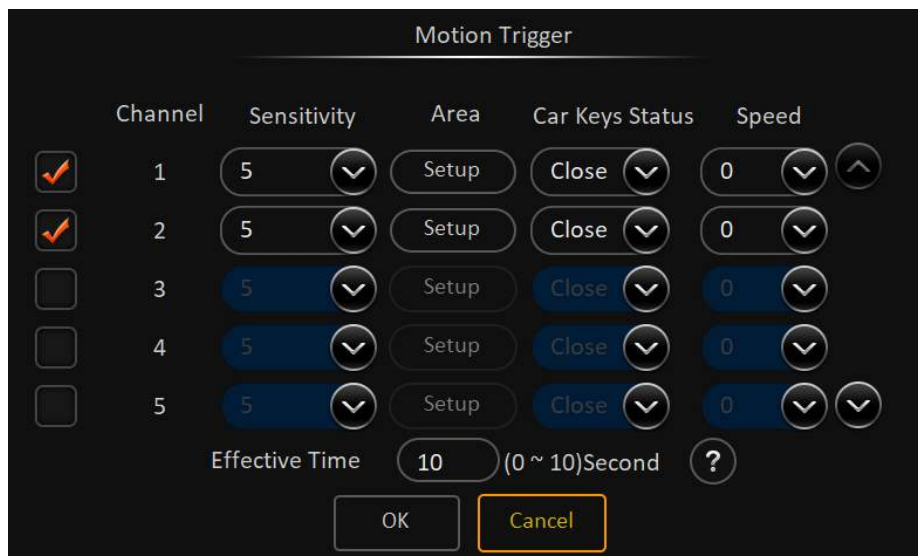 Motion Trigger
Channel Sensitivity Area Car Keys Status Speed
1 5 Setup Close 0
2 5 Setup Close 0
3 5 Setup Close 0
4 5 Setup Close 0
5 5 Setup Close 0
Effective Time 10 (0 ~ 10)Second ?
OK Cancel